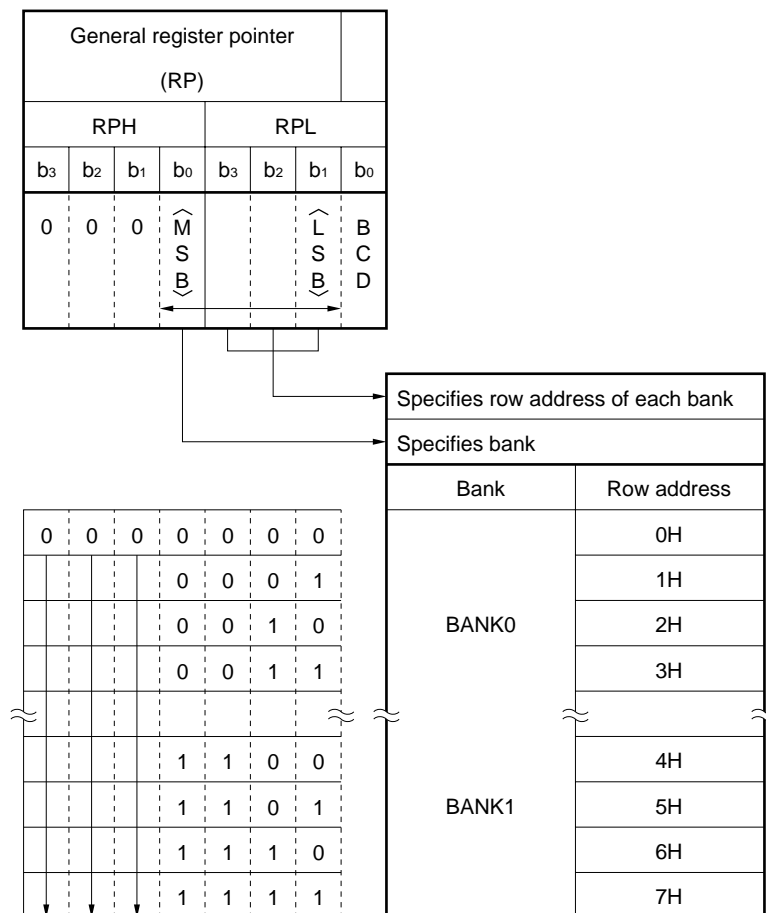 General register pointer
(RP)
RPH RPL
b3 b2 b1 b0 b3 b2 b1 b0
0 0 0 〈MSB〉 〈LSB〉 BCD
Specifies row address of each bank
Specifies bank
Bank Row address
0 0 0 0 0 0 0 0H
0 0 0 1 1H
0 0 1 0 BANK0 2H
0 0 1 1 3H
1 1 0 0 4H
1 1 0 1 BANK1 5H
1 1 1 0 6H
1 1 1 1 7H